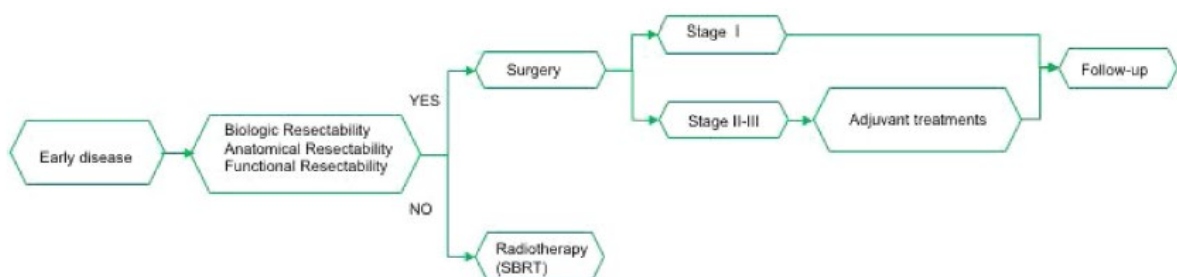 Early disease
Biologic Resectability
Anatomical Resectability
Functional Resectability
YES
NO
Surgery
Radiotherapy
(SBRT)
Stage I
Stage II-III
Adjuvant treatments
Follow-up